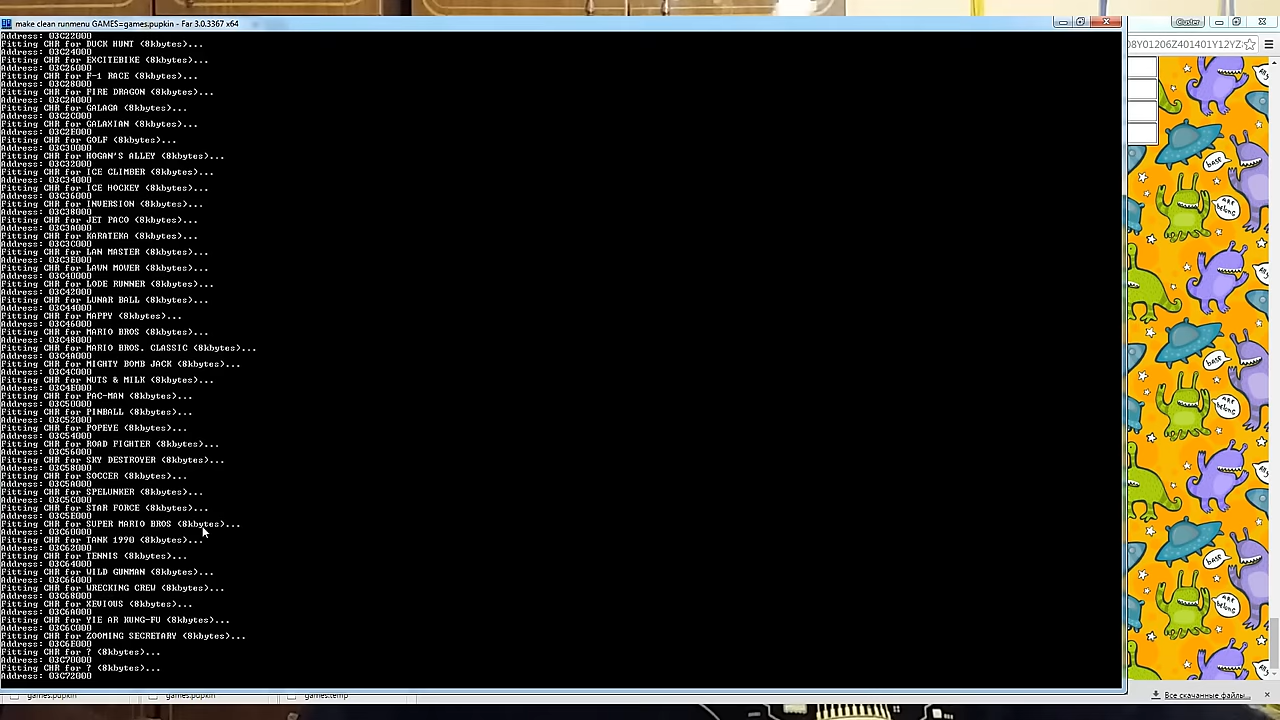 make clean runmenu GAMES=games.pupkin - Far 3.0.3367 x64
Cluster
08Y01206Z401401Y12YZ
Address: 03C22000
Fitting CHR for DUCK HUNT (8kbytes)...
Address: 03C24000
Fitting CHR for EXCITEBIKE (8kbytes)...
Address: 03C26000
Fitting CHR for F-1 RACE (8kbytes)...
Address: 03C28000
Fitting CHR for FIRE DRAGON (8kbytes)...
Address: 03C2A000
Fitting CHR for GALAGA (8kbytes)...
Address: 03C2C000
Fitting CHR for GALAXIAN (8kbytes)...
Address: 03C2E000
Fitting CHR for GOLF (8kbytes)...
Address: 03C30000
Fitting CHR for HOGAN'S ALLEY (8kbytes)...
Address: 03C32000
Fitting CHR for ICE CLIMBER (8kbytes)...
Address: 03C34000
Fitting CHR for ICE HOCKEY (8kbytes)...
Address: 03C36000
Fitting CHR for INVERSION (8kbytes)...
Address: 03C38000
Fitting CHR for JET PACO (8kbytes)...
Address: 03C3A000
Fitting CHR for KARATEKA (8kbytes)...
Address: 03C3C000
Fitting CHR for LAN MASTER (8kbytes)...
Address: 03C3E000
Fitting CHR for LAWN MOVER (8kbytes)...
Address: 03C40000
Fitting CHR for LODE RUNNER (8kbytes)...
Address: 03C42000
Fitting CHR for LUNAR BALL (8kbytes)...
Address: 03C44000
Fitting CHR for MAPPY (8kbytes)...
Address: 03C46000
Fitting CHR for MARIO BROS (8kbytes)...
Address: 03C48000
Fitting CHR for MARIO BROS. CLASSIC (8kbytes)...
Address: 03C4A000
Fitting CHR for MIGHTY BOMB JACK (8kbytes)...
Address: 03C4C000
Fitting CHR for NUTS & MILK (8kbytes)...
Address: 03C4E000
Fitting CHR for PAC-MAN (8kbytes)...
Address: 03C50000
Fitting CHR for PINBALL (8kbytes)...
Address: 03C52000
Fitting CHR for POPEYE (8kbytes)...
Address: 03C54000
Fitting CHR for ROAD FIGHTER (8kbytes)...
Address: 03C56000
Fitting CHR for SKY DESTROYER (8kbytes)...
Address: 03C58000
Fitting CHR for SOCCER (8kbytes)...
Address: 03C5A000
Fitting CHR for SPELUNKER (8kbytes)...
Address: 03C5C000
Fitting CHR for STAR FORCE (8kbytes)...
Address: 03C5E000
Fitting CHR for SUPER MARIO BROS (8kbytes)...
Address: 03C60000
Fitting CHR for TANK 1990 (8kbytes)...
Address: 03C62000
Fitting CHR for TENNIS (8kbytes)...
Address: 03C64000
Fitting CHR for WILD GUNMAN (8kbytes)...
Address: 03C66000
Fitting CHR for WRECKING CREW (8kbytes)...
Address: 03C68000
Fitting CHR for XEVIOUS (8kbytes)...
Address: 03C6A000
Fitting CHR for YIE AR KUNG-FU (8kbytes)...
Address: 03C6C000
Fitting CHR for ZOOMING SECRETARY (8kbytes)...
Address: 03C6E000
Fitting CHR for ? (8kbytes)...
Address: 03C70000
Fitting CHR for ? (8kbytes)...
Address: 03C72000
BASE
ARE BELONG
BASE
ARE BELONG
BASE
ARE BELONG
games.pupkin
games.pupkin
games.temp
Все скачанные файлы...